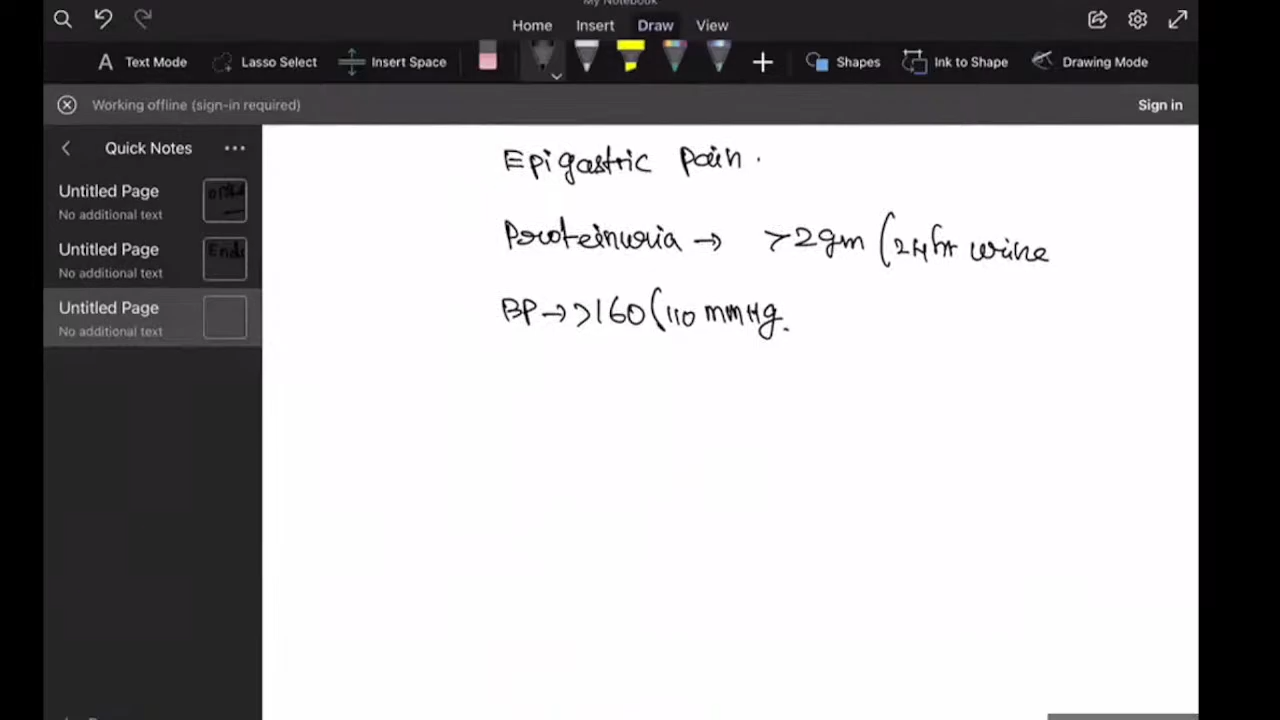 My Notebook
Home Insert Draw View
Text Mode Lasso Select Insert Space Shapes Ink to Shape Drawing Mode
Working offline (sign-in required) Sign in
Quick Notes
Untitled Page
No additional text
Untitled Page
No additional text
Untitled Page
No additional text
Epigastric Pain.
Proteinuria → >2gm (24hr urine
BP → >160/110 mmHg.